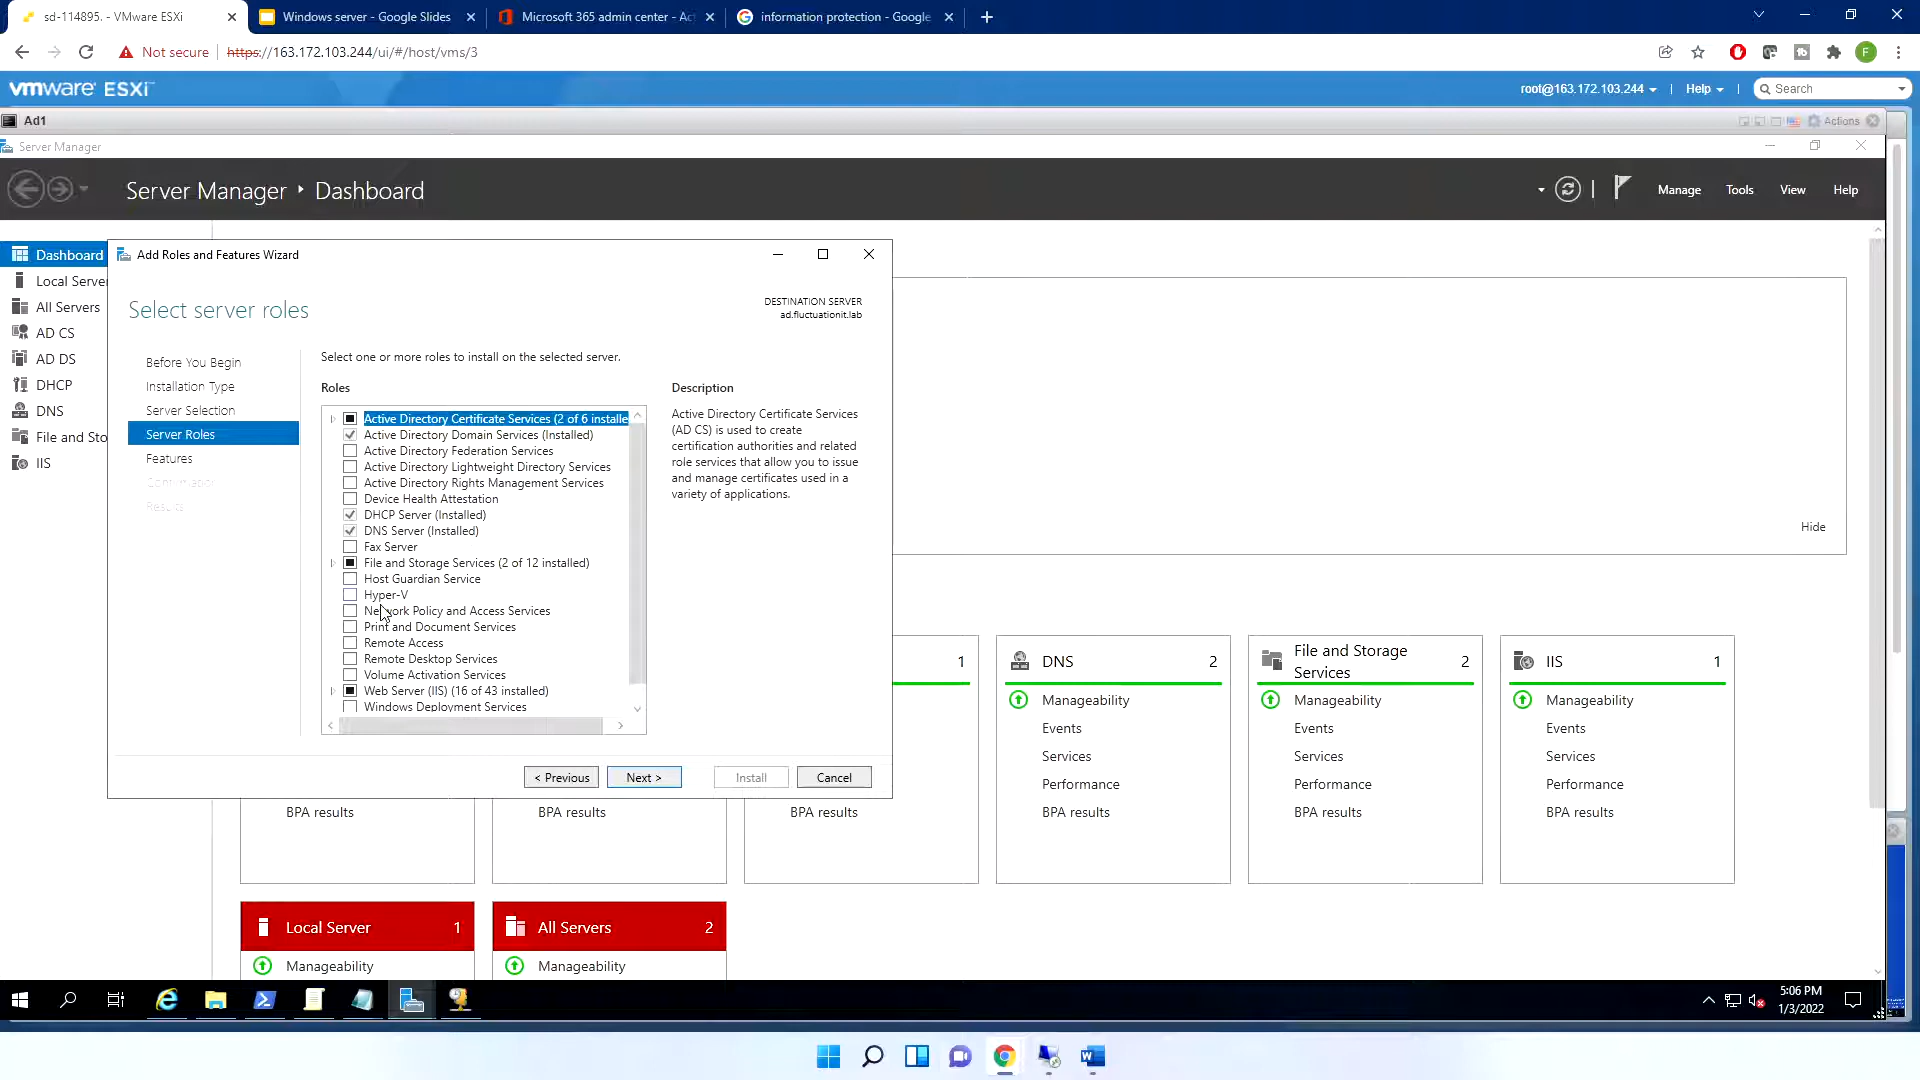 sd-114895. - VMware ESXi
Windows server - Google Slides
Microsoft 365 admin center - Ac
information protection - Google
Not secure
https://163.172.103.244/ui/#/host/vms/3
F
vmware ESXi
root@163.172.103.244
Help
Search
Ad1
Actions
Server Manager
Server Manager
Dashboard
Manage
Tools
View
Help
Dashboard
Local Server
All Servers
AD CS
AD DS
DHCP
DNS
File and Sto
IIS
Add Roles and Features Wizard
Select server roles
DESTINATION SERVER
ad.fluctuationit.lab
Before You Begin
Installation Type
Server Selection
Server Roles
Features
Confirmation
Results
Select one or more roles to install on the selected server.
Roles
Active Directory Certificate Services (2 of 6 installe
Active Directory Domain Services (Installed)
Active Directory Federation Services
Active Directory Lightweight Directory Services
Active Directory Rights Management Services
Device Health Attestation
DHCP Server (Installed)
DNS Server (Installed)
Fax Server
File and Storage Services (2 of 12 installed)
Host Guardian Service
Hyper-V
Network Policy and Access Services
Print and Document Services
Remote Access
Remote Desktop Services
Volume Activation Services
Web Server (IIS) (16 of 43 installed)
Windows Deployment Services
Description
Active Directory Certificate Services
(AD CS) is used to create
certification authorities and related
role services that allow you to issue
and manage certificates used in a
variety of applications.
< Previous
Next >
Install
Cancel
Hide
1
DNS 2
Manageability
Events
Services
Performance
BPA results
File and Storage
Services 2
Manageability
Events
Services
Performance
BPA results
IIS 1
Manageability
Events
Services
Performance
BPA results
BPA results
BPA results
BPA results
Local Server 1
Manageability
All Servers 2
Manageability
5:06 PM
1/3/2022